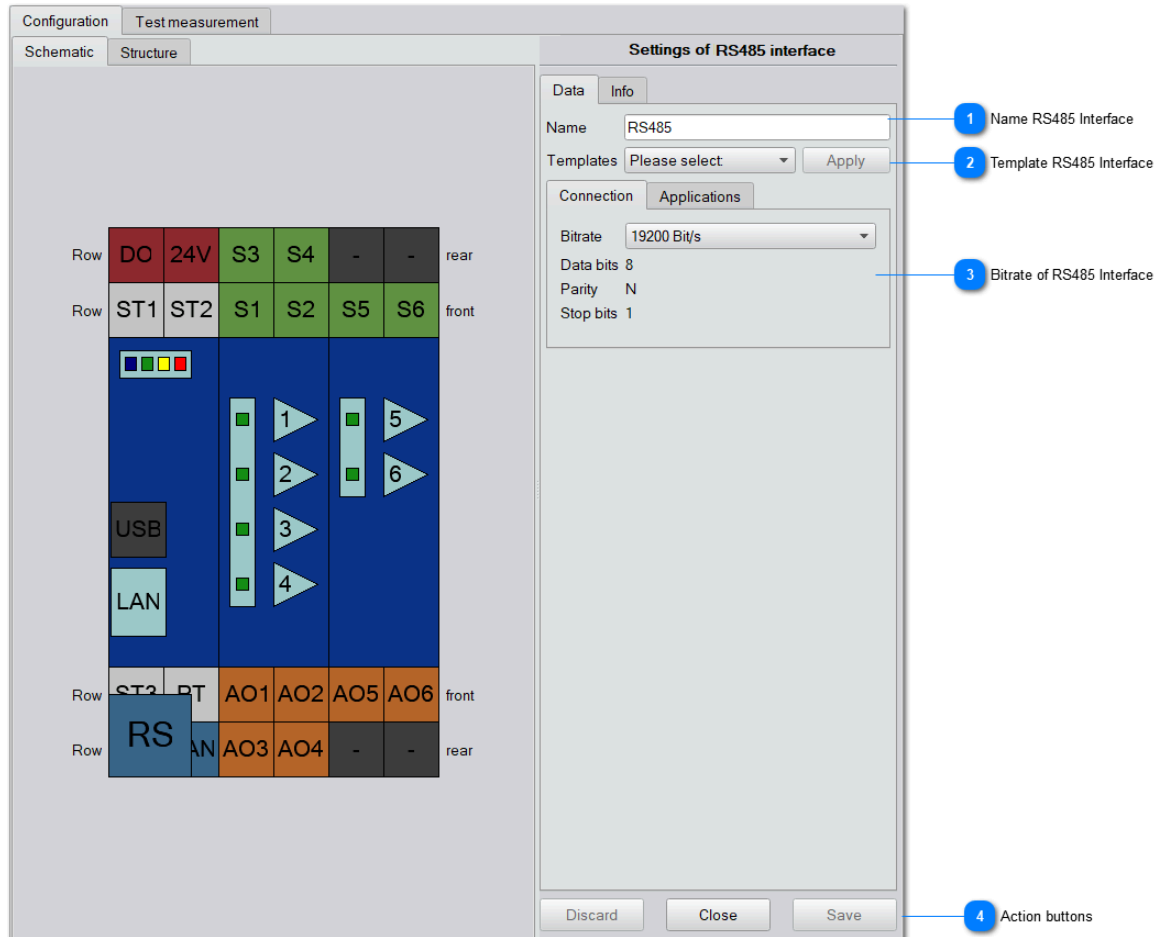 Configuration Test measurement
Schematic Structure
Settings of RS485 interface
Data Info
Name RS485
Templates Please select: Apply
Connection Applications
Bitrate 19200 Bit/s
Data bits 8
Parity N
Stop bits 1
Row DO 24V S3 S4 - - rear
Row ST1 ST2 S1 S2 S5 S6 front
1 5
2 6
3
4
USB
LAN
Row ST3 PT AO1 AO2 AO5 AO6 front
Row RS AN AO3 AO4 - - rear
Discard Close Save
1 Name RS485 Interface
2 Template RS485 Interface
3 Bitrate of RS485 Interface
4 Action buttons